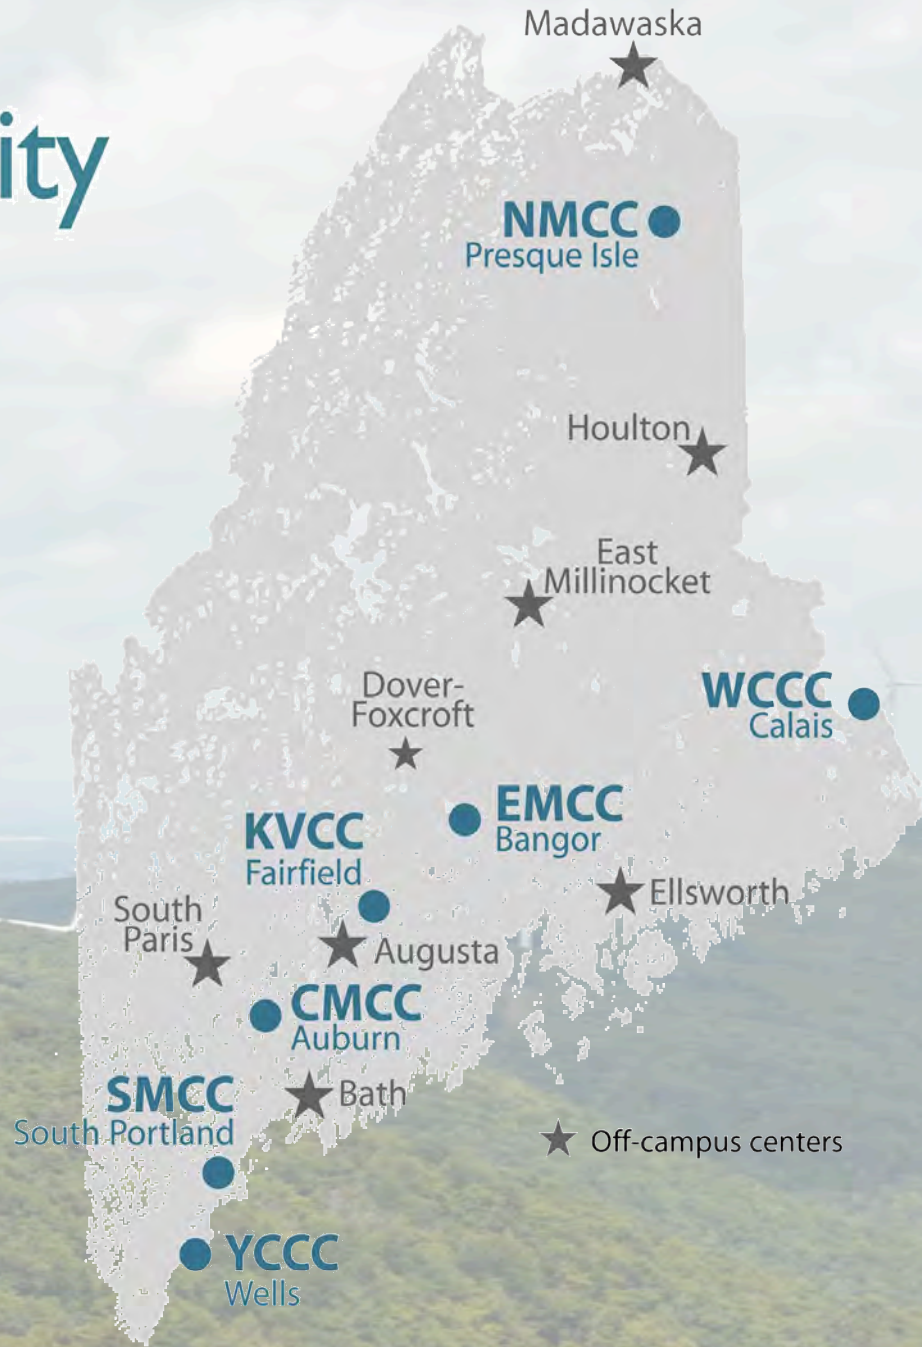 Madawaska
ity
NMCC
Presque Isle
Houlton
East
Millinocket
Dover-
Foxcroft
WCCC
Calais
EMCC
Bangor
KVCC
Fairfield
Ellsworth
South
Paris
Augusta
CMCC
Auburn
Bath
SMCC
South Portland
Off-campus centers
YCCC
Wells